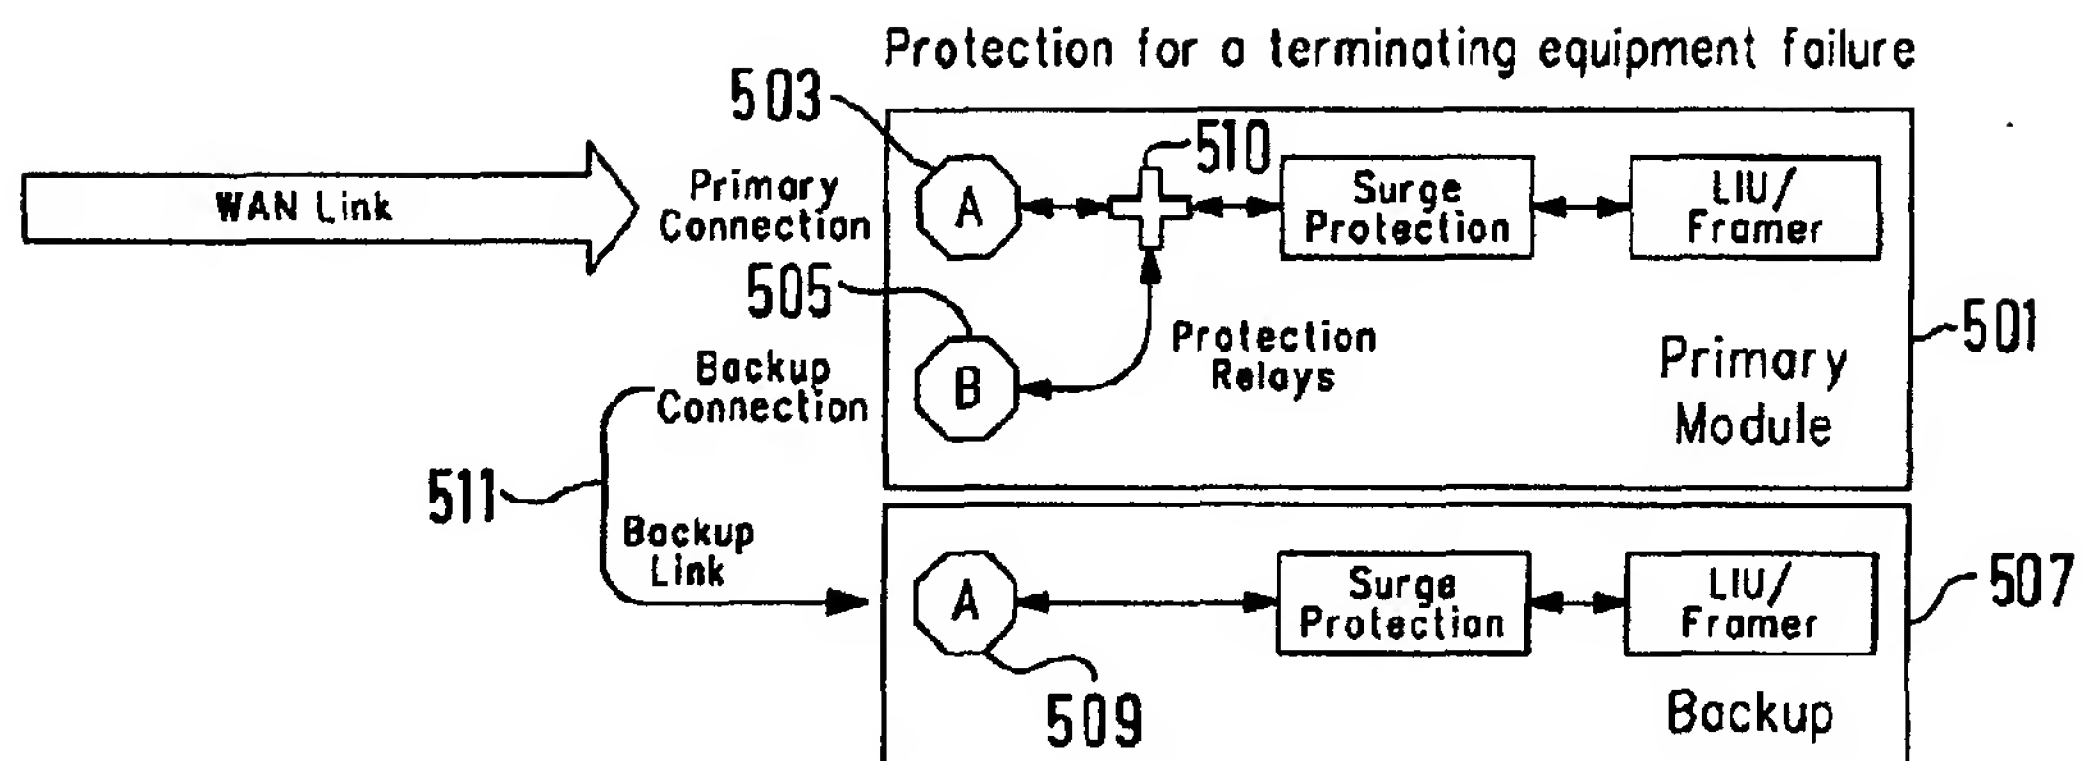 Protection for a terminating equipment failure
503
510
WAN Link
Primary
Connection
A
Surge
Protection
LIU/
Framer
505
B
Backup
Connection
Protection
Relays
501
Primary
Module
511
Backup
Link
A
Surge
Protection
LIU/
Framer
507
509
Backup